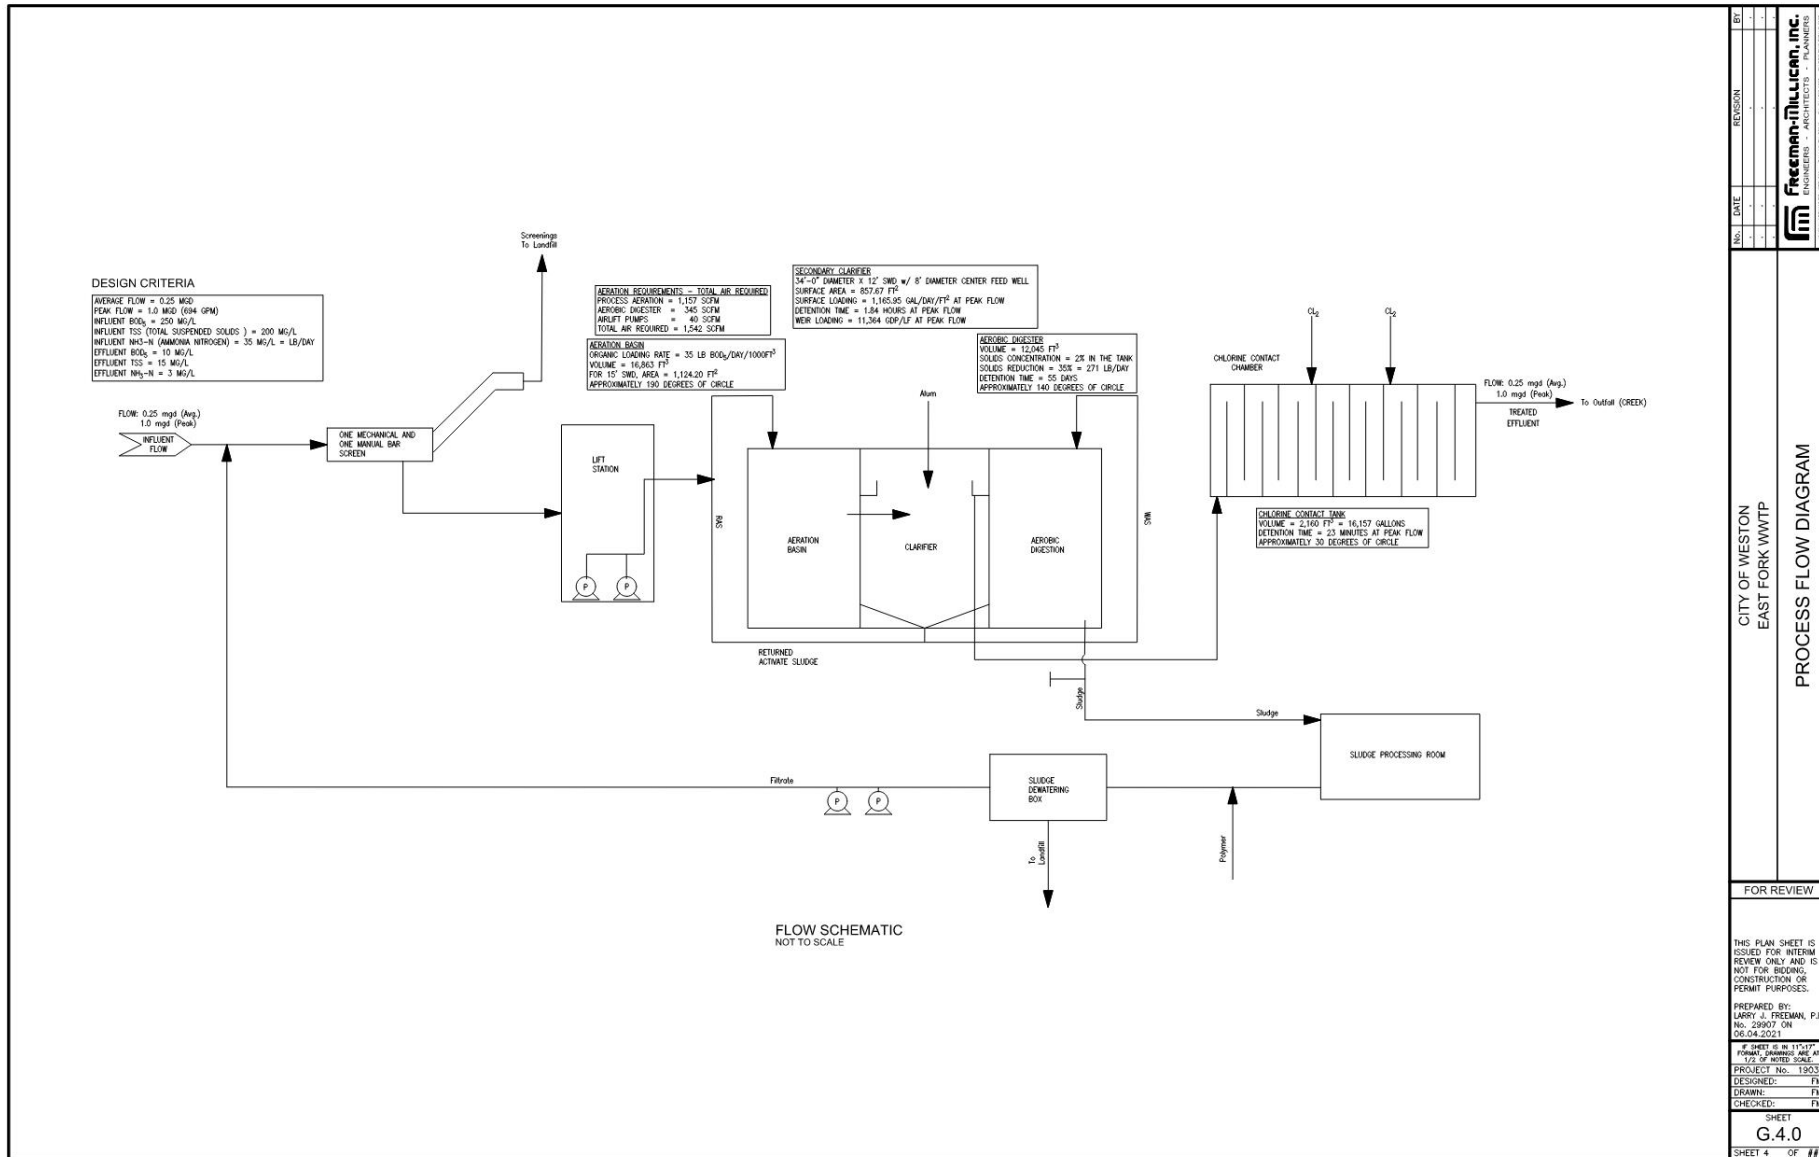 Screenings
To Landfill
DESIGN CRITERIA
AVERAGE FLOW = 0.25 MGD
PEAK FLOW = 1.0 MGD (694 GPM)
INFLUENT BOD₅ = 250 MG/L
INFLUENT TSS (TOTAL SUSPENDED SOLIDS ) = 200 MG/L
INFLUENT NH3-N (AMMONIA NITROGEN) = 35 MG/L = LB/DAY
EFFLUENT BOD₅ = 10 MG/L
EFFLUENT TSS = 15 MG/L
EFFLUENT NH₃-N = 3 MG/L
FLOW: 0.25 mgd (Avg.)
1.0 mgd (Peak)
INFLUENT
FLOW
ONE MECHANICAL AND
ONE MANUAL BAR
SCREEN
LIFT
STATION
P
P
AERATION REQUIREMENTS - TOTAL AIR REQUIRED
PROCESS AERATION = 1,157 SCFM
AEROBIC DIGESTER = 345 SCFM
AIRLIFT PUMPS = 40 SCFM
TOTAL AIR REQUIRED = 1,542 SCFM
AERATION BASIN
ORGANIC LOADING RATE = 35 LB BOD₅/DAY/1000FT³
VOLUME = 16,863 FT³
FOR 15' SWD, AREA = 1,124.20 FT²
APPROXIMATELY 190 DEGREES OF CIRCLE
SECONDARY CLARIFIER
34'-0" DIAMETER X 12' SWD w/ 8' DIAMETER CENTER FEED WELL
SURFACE AREA = 857.67 FT²
SURFACE LOADING = 1,165.95 GAL/DAY/FT² AT PEAK FLOW
DETENTION TIME = 1.84 HOURS AT PEAK FLOW
WEIR LOADING = 11,364 GDP/LF AT PEAK FLOW
AEROBIC DIGESTER
VOLUME = 12,045 FT³
SOLIDS CONCENTRATION = 2% IN THE TANK
SOLIDS REDUCTION = 35% = 271 LB/DAY
DETENTION TIME = 55 DAYS
APPROXIMATELY 140 DEGREES OF CIRCLE
Alum
RAS
AERATION
BASIN
CLARIFIER
AEROBIC
DIGESTION
WAS
RETURNED
ACTIVATE SLUDGE
CL₂
CL₂
CHLORINE CONTACT
CHAMBER
FLOW: 0.25 mgd (Avg.)
1.0 mgd (Peak)
To Outfall (CREEK)
TREATED
EFFLUENT
CHLORINE CONTACT TANK
VOLUME = 2,160 FT³ = 16,157 GALLONS
DETENTION TIME = 23 MINUTES AT PEAK FLOW
APPROXIMATELY 30 DEGREES OF CIRCLE
Sludge
Sludge
SLUDGE PROCESSING ROOM
Filtrate
P
P
SLUDGE
DEWATERING
BOX
Polymer
To
Landfill
FLOW SCHEMATIC
NOT TO SCALE
No. DATE REVISION BY
Freeman-Millican, Inc.
ENGINEERS - ARCHITECTS - PLANNERS
CITY OF WESTON
EAST FORK WWTP
PROCESS FLOW DIAGRAM
FOR REVIEW
THIS PLAN SHEET IS
ISSUED FOR INTERIM
REVIEW ONLY AND IS
NOT FOR BIDDING,
CONSTRUCTION OR
PERMIT PURPOSES.
PREPARED BY:
LARRY J. FREEMAN,
No. 29907 ON
06.04.2021
IF SHEET IS IN 11"x17"
FORMAT, DRAWINGS ARE AT
1/2 OF NOTED SCALE.
PROJECT No. 1903
DESIGNED:
DRAWN:
CHECKED:
SHEET
G.4.0
SHEET 4 OF ##